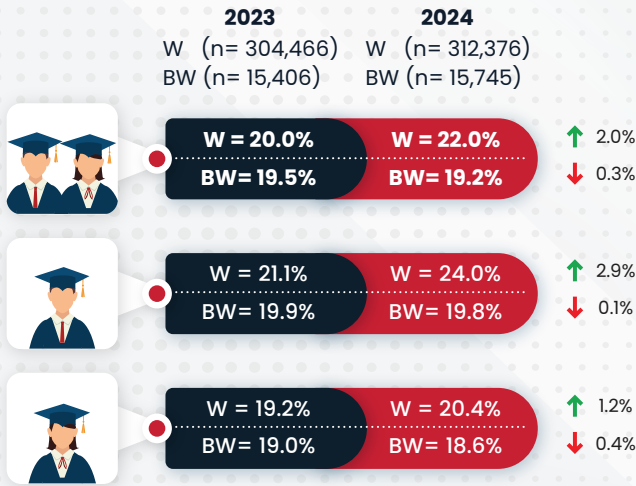 2023 2024
W (n= 304,466) W (n= 312,376)
BW (n= 15,406) BW (n= 15,745)
W = 20.0% W = 22.0% 2.0%
BW= 19.5% BW= 19.2% 0.3%
W = 21.1% W = 24.0% 2.9%
BW= 19.9% BW= 19.8% 0.1%
W = 19.2% W = 20.4% 1.2%
BW= 19.0% BW= 18.6% 0.4%